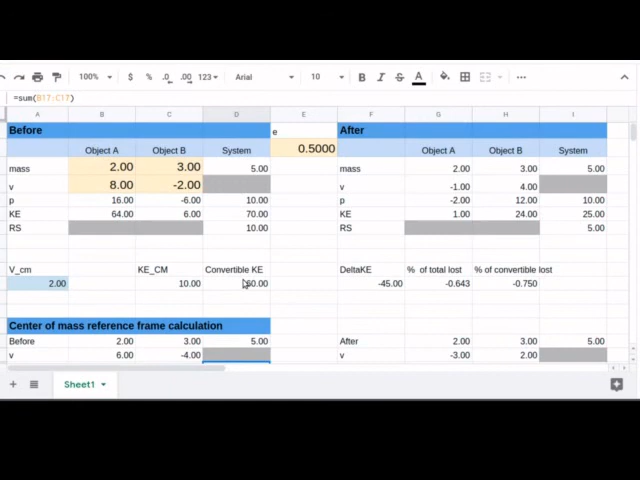 100% $ % .0 .00 123 Arial 10 B I S A
=sum(B17:C17)
A B C D E F G H I
Before e After
Object A Object B System 0.5000 Object A Object B System
mass 2.00 3.00 5.00 mass 2.00 3.00 5.00
v 8.00 -2.00 v -1.00 4.00
p 16.00 -6.00 10.00 p -2.00 12.00 10.00
KE 64.00 6.00 70.00 KE 1.00 24.00 25.00
RS 10.00 RS 5.00
V_cm KE_CM Convertible KE DeltaKE % of total lost % of convertible lost
2.00 10.00 60.00 -45.00 -0.643 -0.750
Center of mass reference frame calculation
Before 2.00 3.00 5.00 After 2.00 3.00 5.00
v 6.00 -4.00 v -3.00 2.00
Sheet1